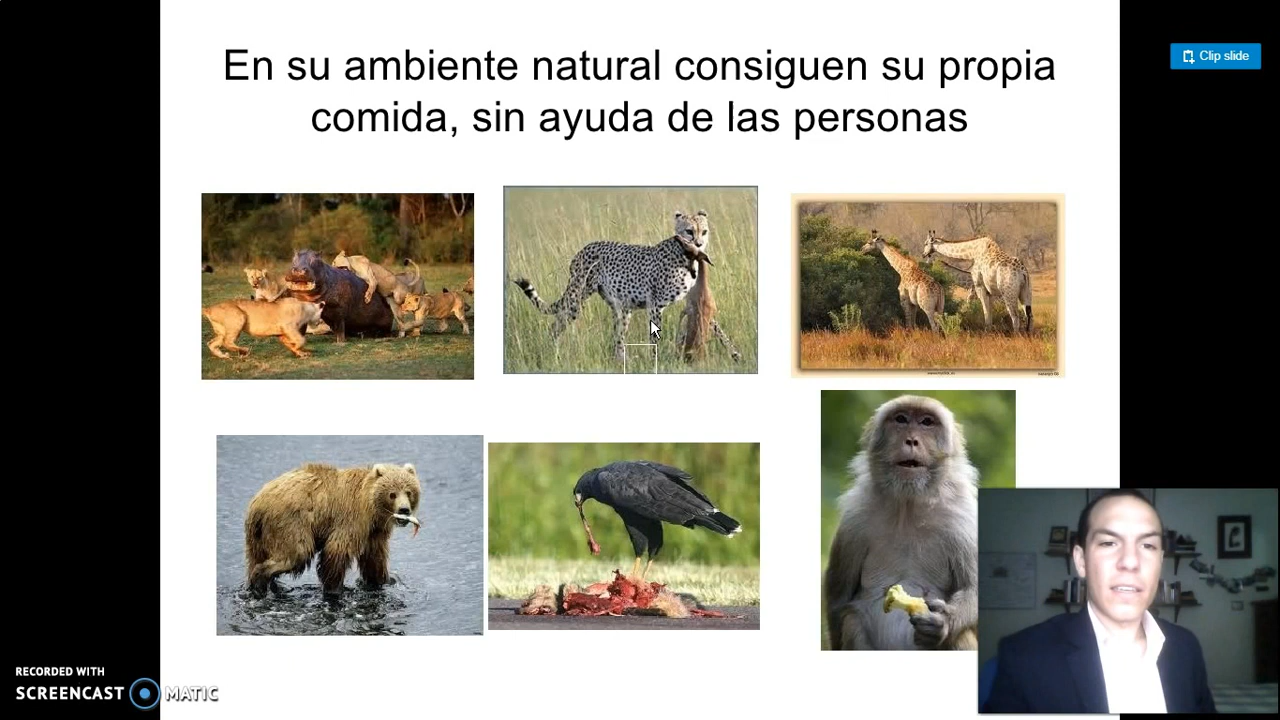 En su ambiente natural consiguen su propia
comida, sin ayuda de las personas
Clip slide
RECORDED WITH
SCREENCAST MATIC